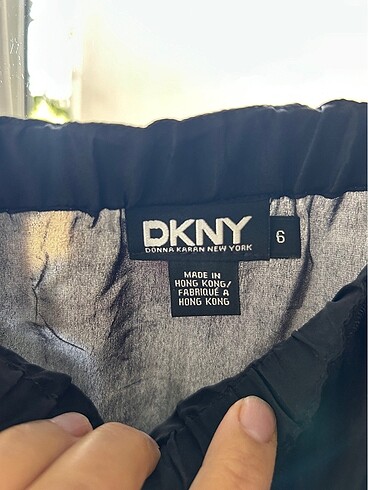 DKNY
DONNA KARAN NEW YORK
6
MADE IN
HONG KONG/
FABRIQUÉ A
HONG KONG